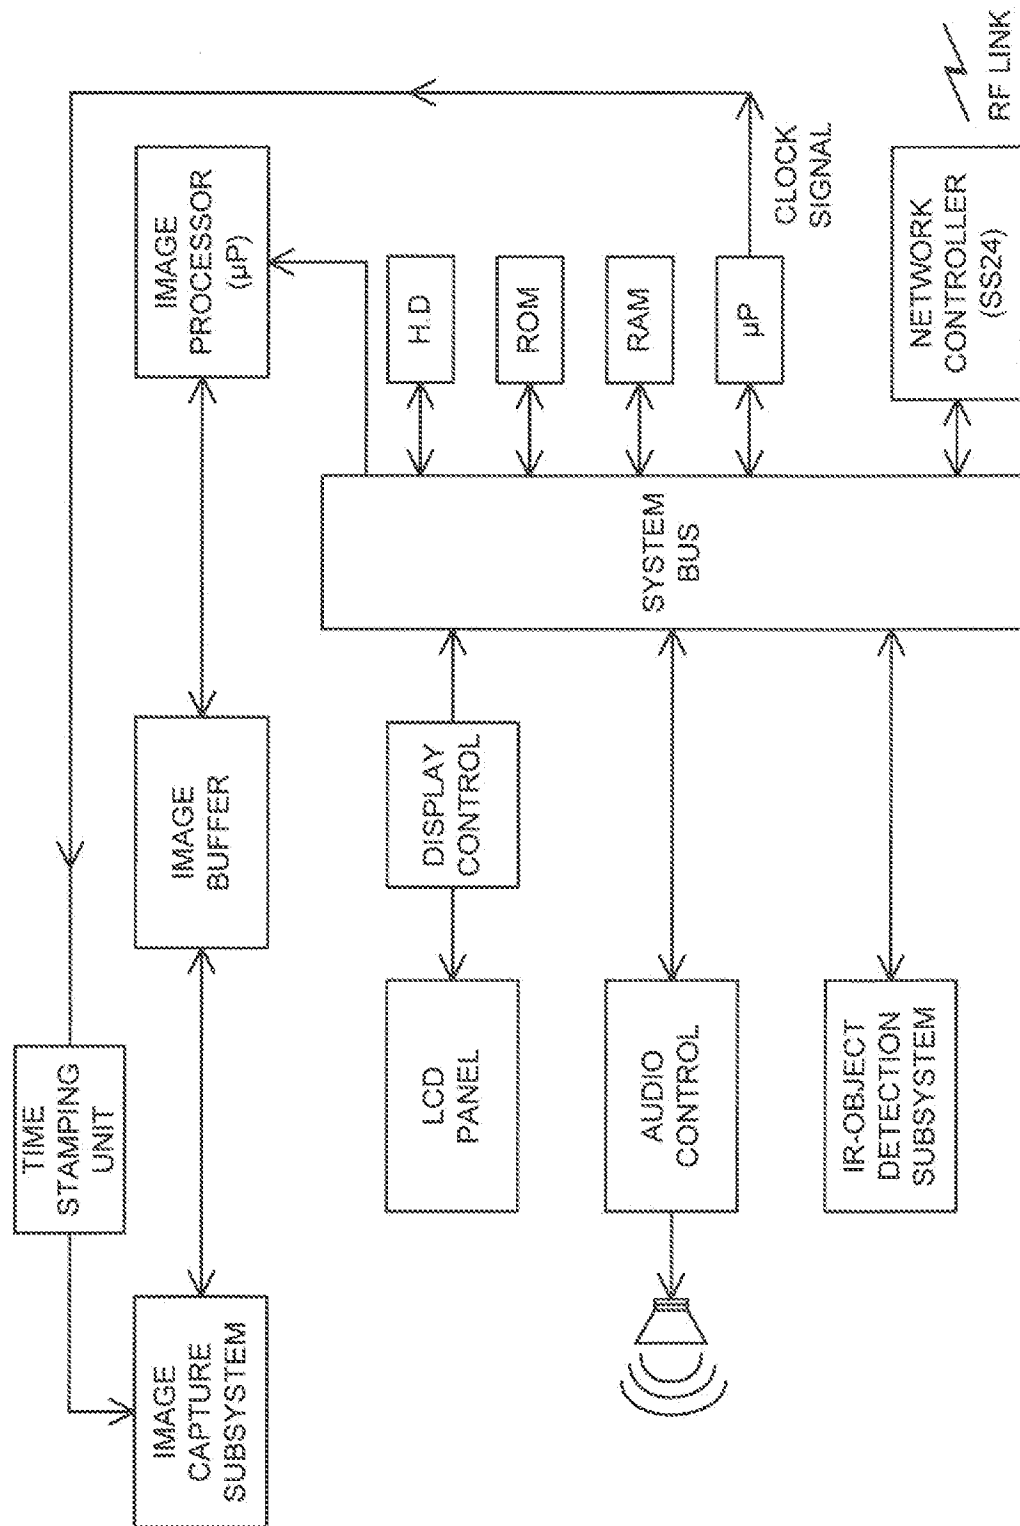 TIME
STAMPING
UNIT
IMAGE
CAPTURE
SUBSYSTEM
IMAGE
BUFFER
IMAGE
PROCESSOR
(µP)
LCD
PANEL
DISPLAY
CONTROL
H.D
ROM
RAM
µP
CLOCK
SIGNAL
SYSTEM
BUS
AUDIO
CONTROL
IR-OBJECT
DETECTION
SUBSYSTEM
NETWORK
CONTROLLER
(SS24)
RF LINK